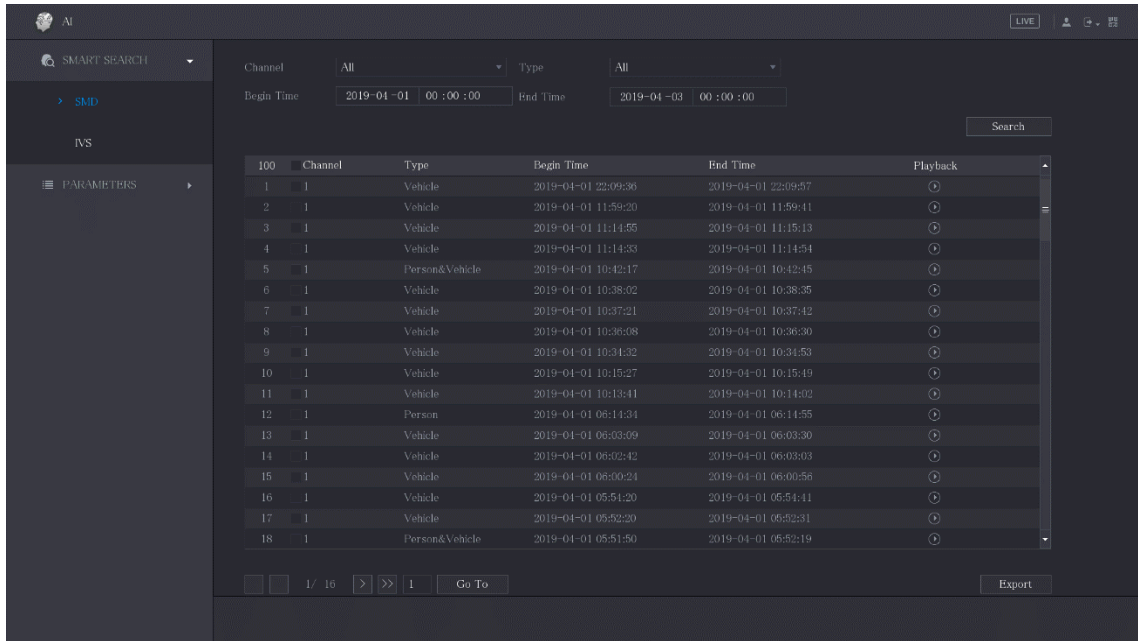 AI LIVE
SMART SEARCH
SMD
IVS
PARAMETERS
Channel All Type All
Begin Time 2019-04-01 00:00:00 End Time 2019-04-03 00:00:00
Search
100 Channel Type Begin Time End Time Playback
1 1 Vehicle 2019-04-01 22:09:36 2019-04-01 22:09:57
2 1 Vehicle 2019-04-01 11:59:20 2019-04-01 11:59:41
3 1 Vehicle 2019-04-01 11:14:55 2019-04-01 11:15:13
4 1 Vehicle 2019-04-01 11:14:33 2019-04-01 11:14:54
5 1 Person&Vehicle 2019-04-01 10:42:17 2019-04-01 10:42:45
6 1 Vehicle 2019-04-01 10:38:02 2019-04-01 10:38:35
7 1 Vehicle 2019-04-01 10:37:21 2019-04-01 10:37:42
8 1 Vehicle 2019-04-01 10:36:08 2019-04-01 10:36:30
9 1 Vehicle 2019-04-01 10:34:32 2019-04-01 10:34:53
10 1 Vehicle 2019-04-01 10:15:27 2019-04-01 10:15:49
11 1 Vehicle 2019-04-01 10:13:41 2019-04-01 10:14:02
12 1 Person 2019-04-01 06:14:34 2019-04-01 06:14:55
13 1 Vehicle 2019-04-01 06:03:09 2019-04-01 06:03:30
14 1 Vehicle 2019-04-01 06:02:42 2019-04-01 06:03:03
15 1 Vehicle 2019-04-01 06:00:24 2019-04-01 06:00:56
16 1 Vehicle 2019-04-01 05:54:20 2019-04-01 05:54:41
17 1 Vehicle 2019-04-01 05:52:20 2019-04-01 05:52:31
18 1 Person&Vehicle 2019-04-01 05:51:50 2019-04-01 05:52:19
1/ 16 > >> 1 Go To Export